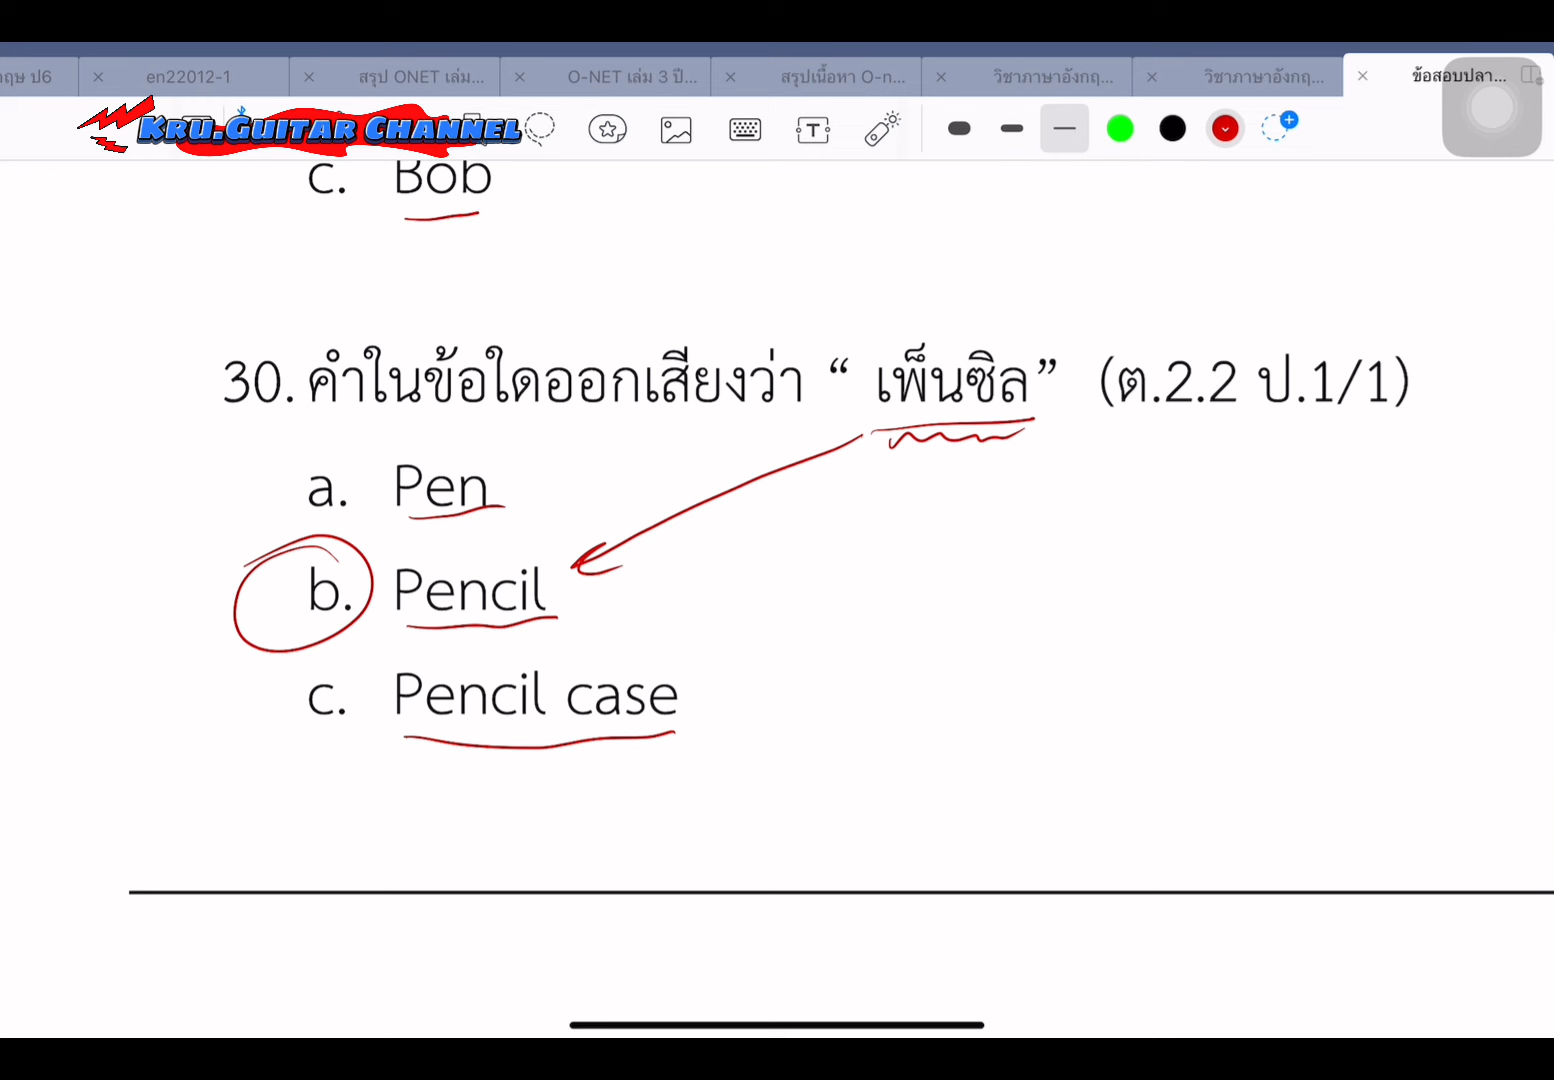 ฤษ ป6
en22012-1
สรุป ONET เล่ม...
O-NET เล่ม 3 ปี...
สรุปเนื้อหา O-n...
วิชาภาษาอังกฤ...
วิชาภาษาอังกฤ...
ข้อสอบปลา...
KRU.GUITAR CHANNEL
c. Bob
30. คำในข้อใดออกเสียงว่า “ เพ็นซิล” (ต.2.2 ป.1/1)
a. Pen
b. Pencil
c. Pencil case